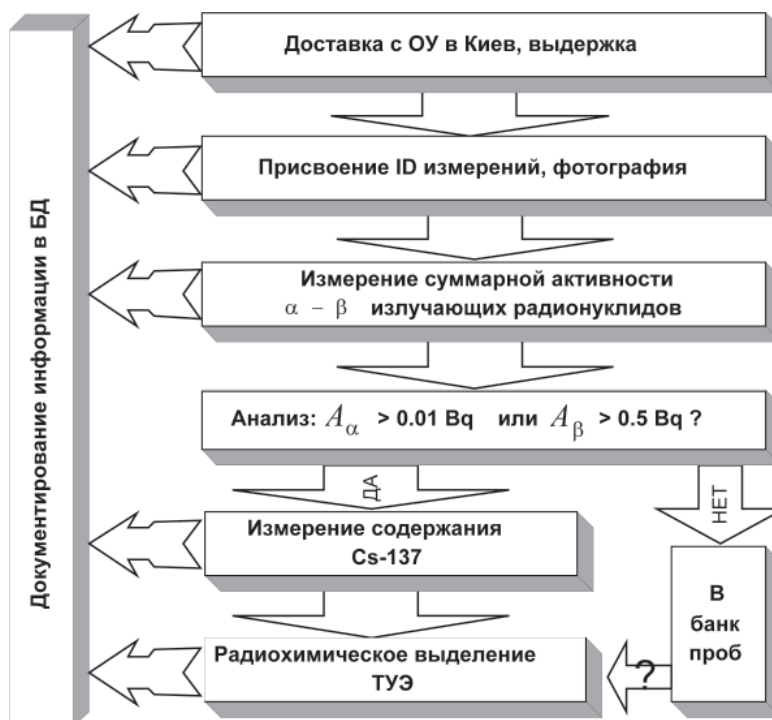 Документирование информации в БД
Доставка с ОУ в Киев, выдержка
Присвоение ID измерений, фотография
Измерение суммарной активности
α – β излучающих радионуклидов
Анализ: Aα > 0.01 Bq или Aβ > 0.5 Bq ?
ДА
НЕТ
Измерение содержания
Cs-137
В
банк
проб
?
Радиохимическое выделение
ТУЭ